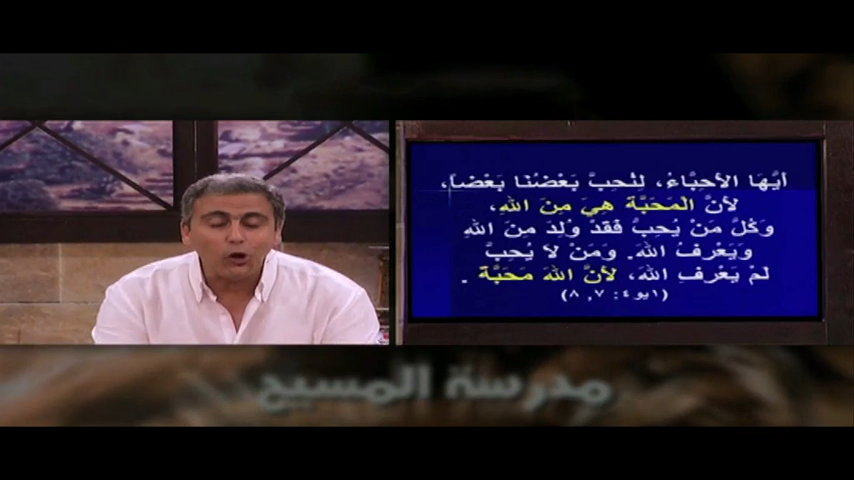 أَيُّهَا الأَحِبَّاءُ، لِنُحِبَّ بَعْضُنَا بَعْضاً،
لأَنَّ الْمَحَبَّةَ هِيَ مِنَ اللهِ،
وَكُلُّ مَنْ يُحِبُّ فَقَدْ وُلِدَ مِنَ اللهِ
وَيَعْرِفُ اللهَ. وَمَنْ لاَ يُحِبُّ
لَمْ يَعْرِفِ اللهَ، لأَنَّ اللهَ مَحَبَّةٌ .
(١يو٤: ٧, ٨)
مدرسة المسيح